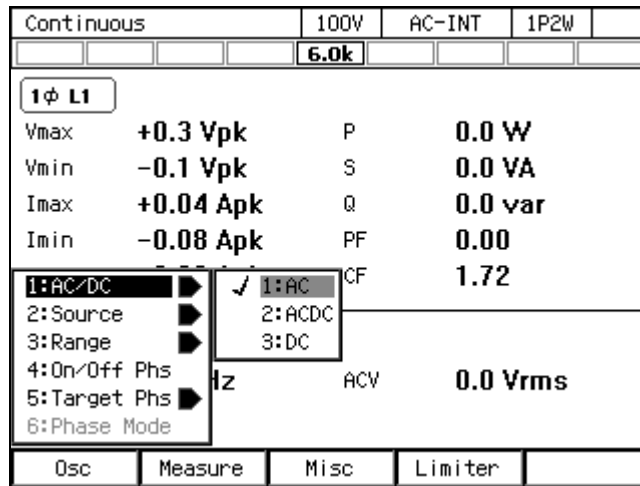 Continuous 100V AC-INT 1P2W
6.0k
1ϕ L1
Vmax +0.3 Vpk P 0.0 W
Vmin -0.1 Vpk S 0.0 VA
Imax +0.04 Apk Q 0.0 var
Imin -0.08 Apk PF 0.00
1:AC/DC ✓ 1:AC CF 1.72
2:Source 2:ACDC
3:Range 3:DC
4:On/Off Phs Hz ACV 0.0 Vrms
5:Target Phs
6:Phase Mode
Osc Measure Misc Limiter